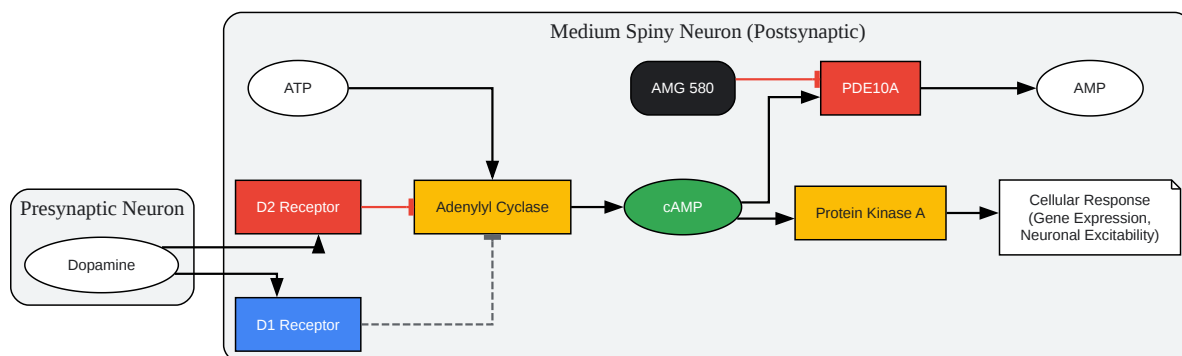 Medium Spiny Neuron (Postsynaptic)
ATP
AMG 580
PDE10A
AMP
Presynaptic Neuron
Dopamine
D2 Receptor
Adenylyl Cyclase
cAMP
Protein Kinase A
Cellular Response
(Gene Expression,
Neuronal Excitability)
D1 Receptor